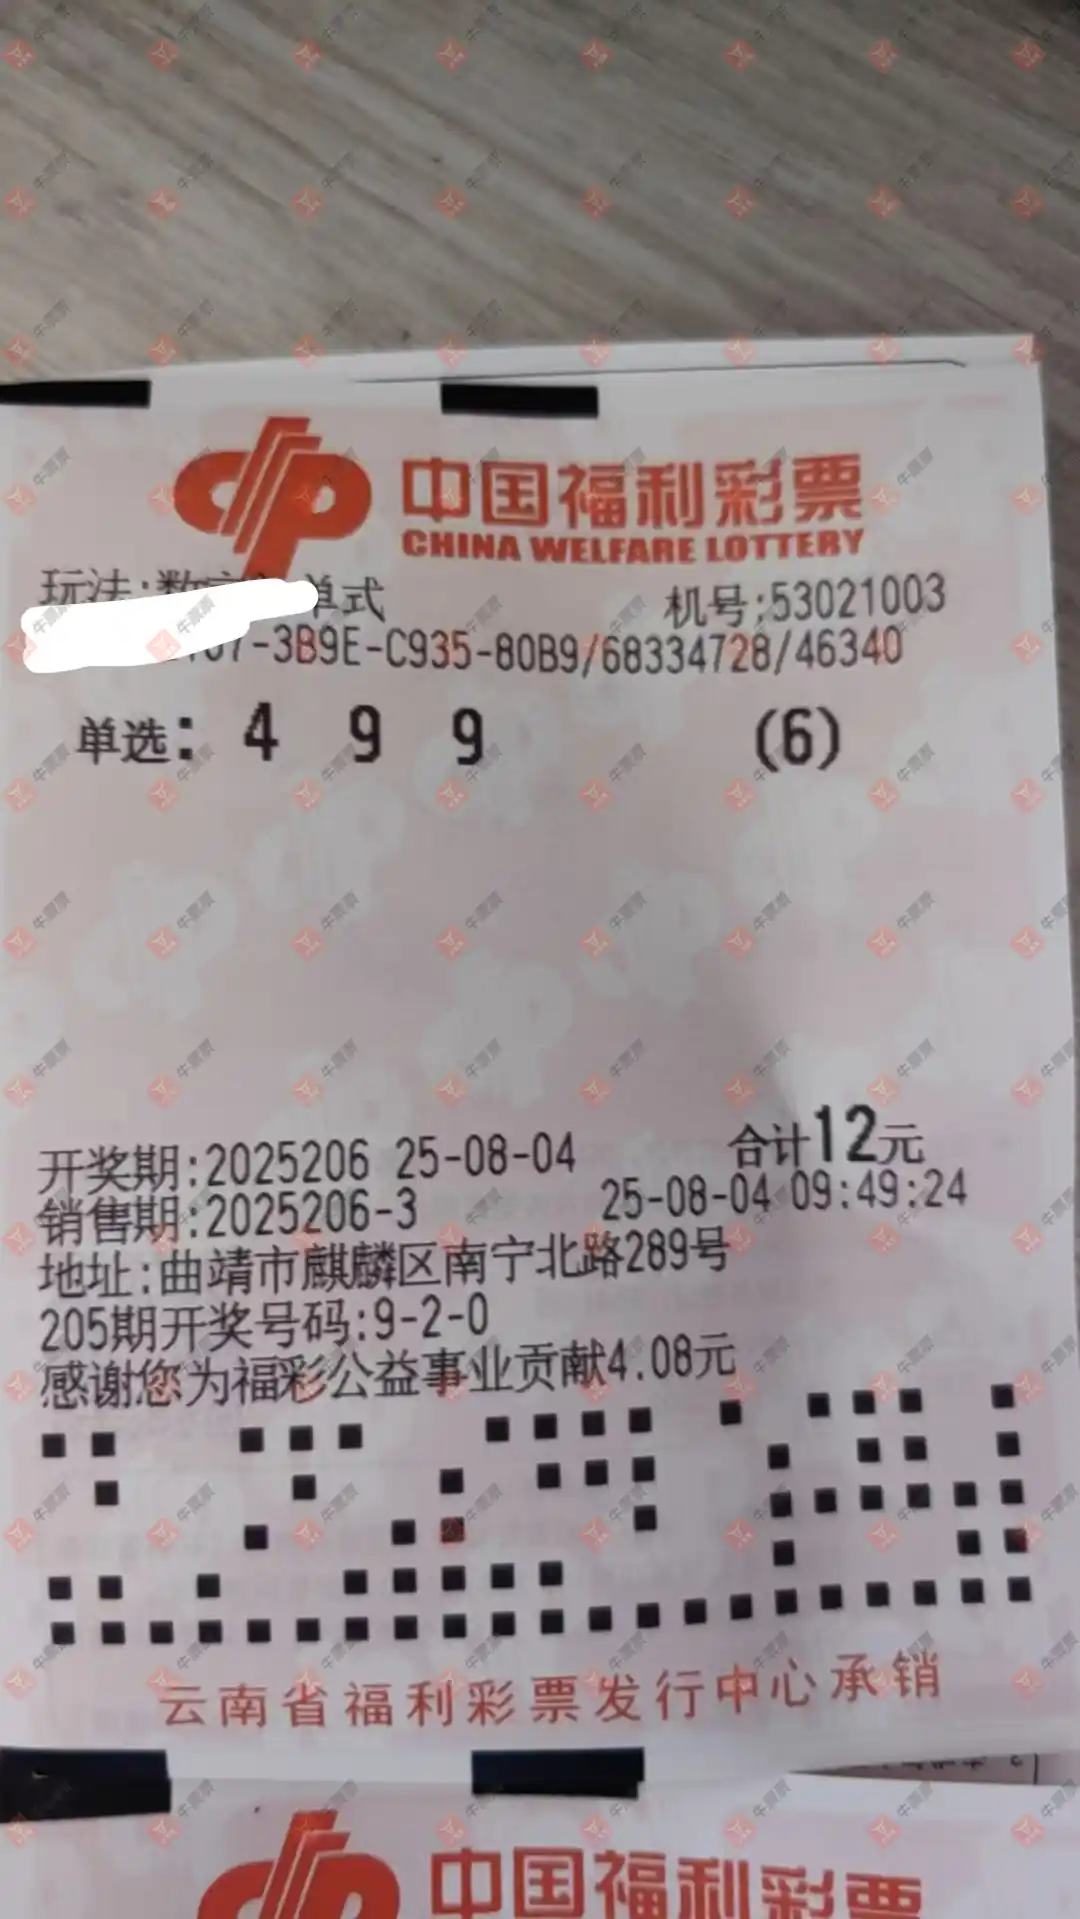 中国福利彩票
CHINA WELFARE LOTTERY
玩法:数 单式
机号:53021003
07-3B9E-C935-80B9/68334728/46340
单选: 4 9 9 (6)
开奖期:2025206 25-08-04 合计12元
销售期:2025206-3 25-08-04 09:49:24
地址:曲靖市麒麟区南宁北路289号
205期开奖号码:9-2-0
感谢您为福彩公益事业贡献4.08元
云南省福利彩票发行中心承销
中国福利彩票
牛票票